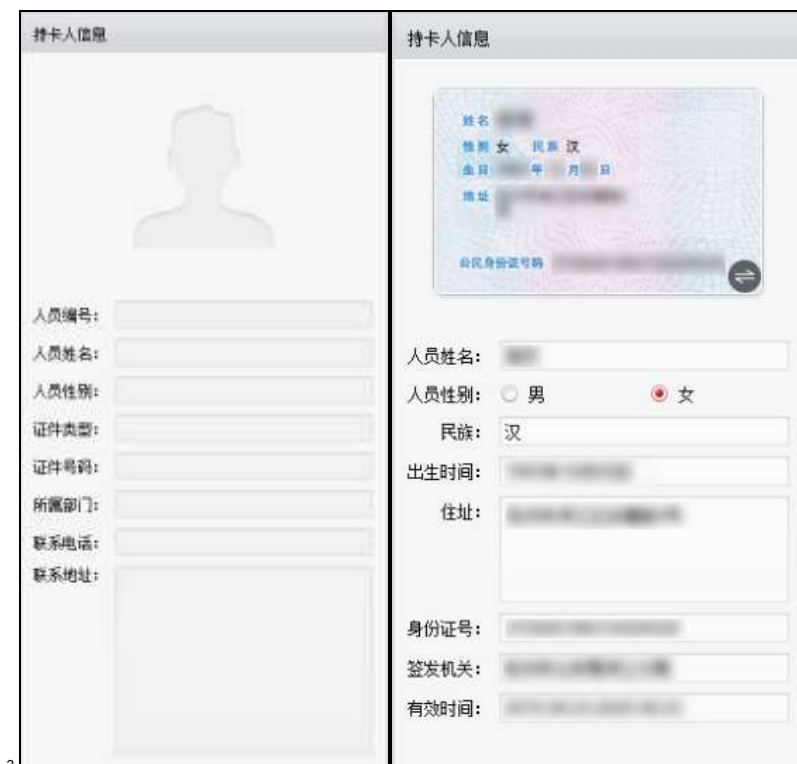 持卡人信息
人员编号：
人员姓名：
人员性别：
证件类型：
证件号码：
所属部门：
联系电话：
联系地址：
持卡人信息
姓名
性别 女 民族 汉
生日 年 月 日
地址
公民身份证号码
人员姓名：
人员性别： 男 女
民族： 汉
出生时间：
住址：
身份证号：
签发机关：
有效时间：